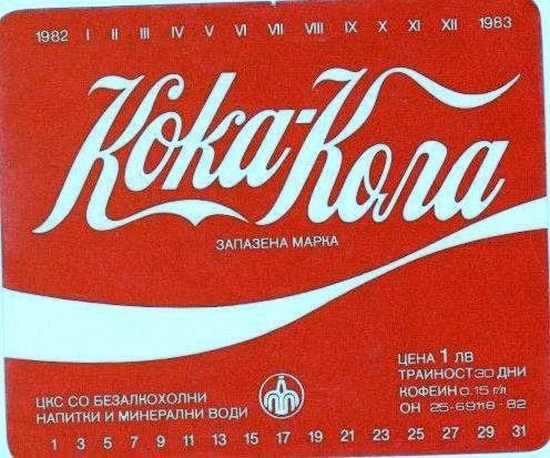 1982 I II III IV V VI VII VIII IX X XI XII 1983
Кока-Кола
ЗАПАЗЕНА МАРКА
ЦКС СО БЕЗАЛКОХОЛНИ
НАПИТКИ И МИНЕРАЛНИ ВОДИ
ЦЕНА 1 ЛВ
ТРАЙНОСТ 30 ДНИ
КОФЕИН 0.15 г/л
ОН 25-69118-82
1 3 5 7 9 11 13 15 17 19 21 23 25 27 29 31